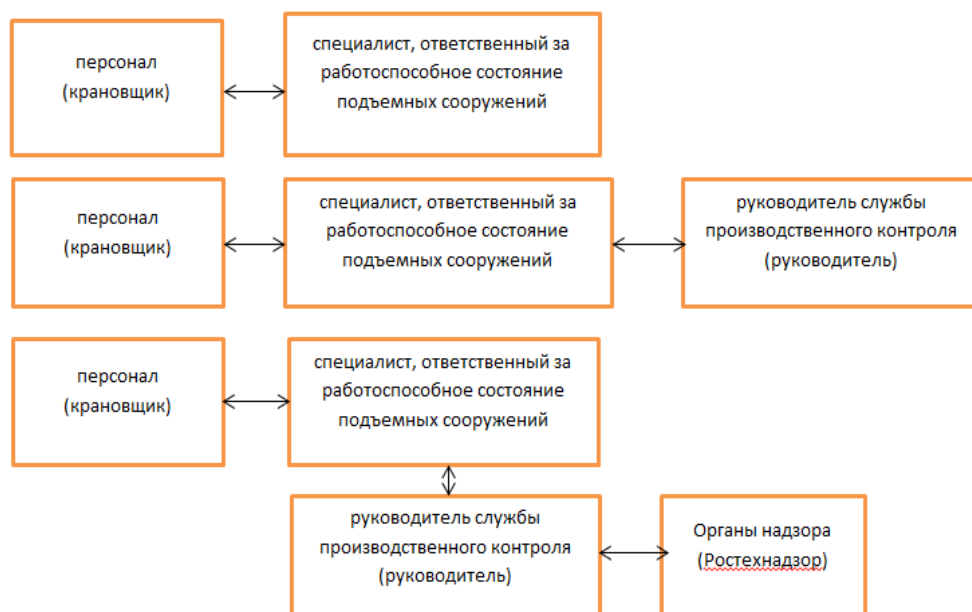 персонал
(крановщик)
специалист, ответственный за
работоспособное состояние
подъемных сооружений
персонал
(крановщик)
специалист, ответственный за
работоспособное состояние
подъемных сооружений
руководитель службы
производственного контроля
(руководитель)
персонал
(крановщик)
специалист, ответственный за
работоспособное состояние
подъемных сооружений
руководитель службы
производственного контроля
(руководитель)
Органы надзора
(Ростехнадзор)